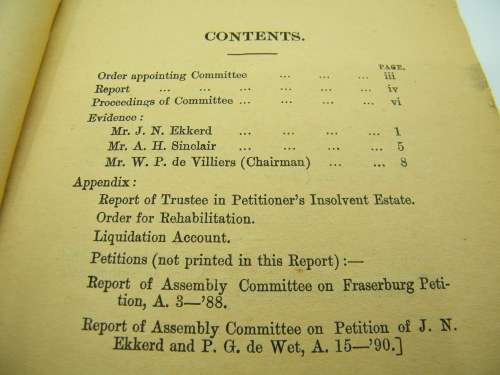 CONTENTS.
PAGE.
Order appointing Committee ... ... ... iii
Report ... ... ... ... ... ... iv
Proceedings of Committee ... ... ... ... vi
Evidence :
Mr. J. N. Ekkerd ... ... ... ... 1
Mr. A. H. Sinclair ... ... ... ... 5
Mr. W. P. de Villiers (Chairman) ... ... 8
Appendix :
Report of Trustee in Petitioner's Insolvent Estate.
Order for Rehabilitation.
Liquidation Account.
Petitions (not printed in this Report) :—
Report of Assembly Committee on Fraserburg Peti-
tion, A. 3—'88.
Report of Assembly Committee on Petition of J. N.
Ekkerd and P. G. de Wet, A. 15—'90.]